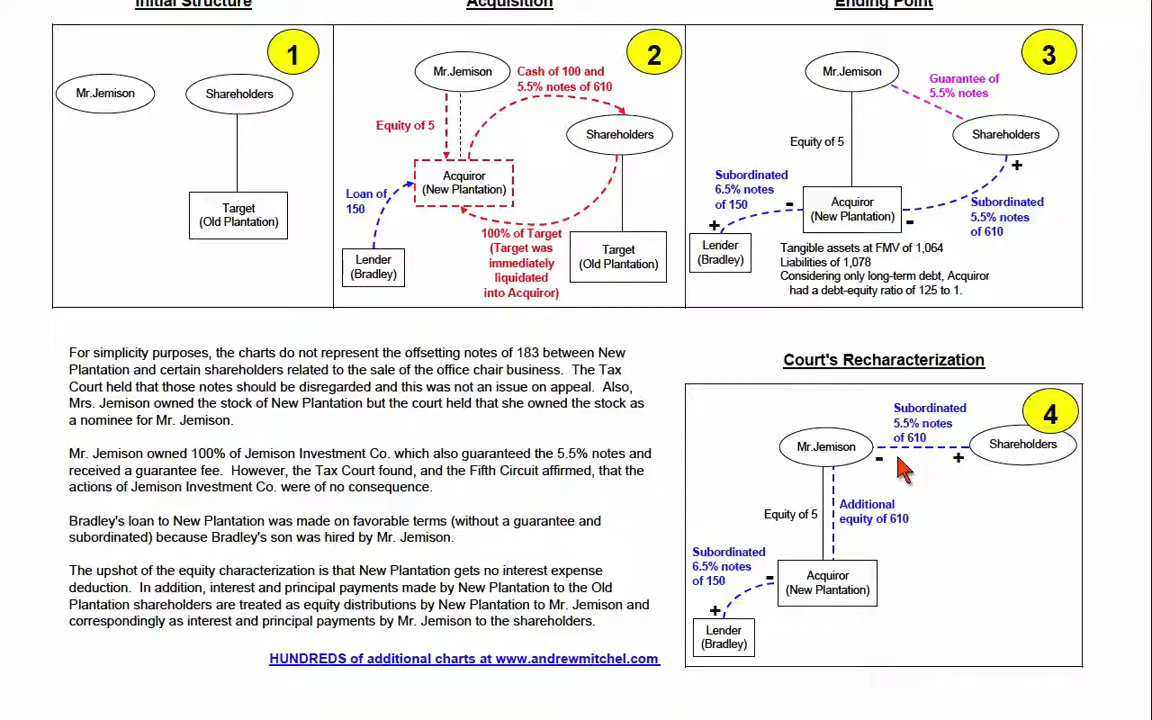 Initial Structure
Acquisition
Ending Point
1
Mr.Jemison
Shareholders
Target
(Old Plantation)
2
Mr.Jemison
Cash of 100 and
5.5% notes of 610
Equity of 5
Shareholders
Acquiror
(New Plantation)
Loan of
150
100% of Target
(Target was
immediately
liquidated
into Acquiror)
Lender
(Bradley)
Target
(Old Plantation)
3
Mr.Jemison
Guarantee of
5.5% notes
Shareholders
Equity of 5
+
Subordinated
6.5% notes
of 150
-
Acquiror
(New Plantation)
-
Subordinated
5.5% notes
of 610
+
Lender
(Bradley)
Tangible assets at FMV of 1,064
Liabilities of 1,078
Considering only long-term debt, Acquiror
had a debt-equity ratio of 125 to 1.
For simplicity purposes, the charts do not represent the offsetting notes of 183 between New
Plantation and certain shareholders related to the sale of the office chair business. The Tax
Court held that those notes should be disregarded and this was not an issue on appeal. Also,
Mrs. Jemison owned the stock of New Plantation but the court held that she owned the stock as
a nominee for Mr. Jemison.
Mr. Jemison owned 100% of Jemison Investment Co. which also guaranteed the 5.5% notes and
received a guarantee fee. However, the Tax Court found, and the Fifth Circuit affirmed, that the
actions of Jemison Investment Co. were of no consequence.
Bradley's loan to New Plantation was made on favorable terms (without a guarantee and
subordinated) because Bradley's son was hired by Mr. Jemison.
The upshot of the equity characterization is that New Plantation gets no interest expense
deduction. In addition, interest and principal payments made by New Plantation to the Old
Plantation shareholders are treated as equity distributions by New Plantation to Mr. Jemison and
correspondingly as interest and principal payments by Mr. Jemison to the shareholders.
HUNDREDS of additional charts at www.andrewmitchel.com
Court's Recharacterization
4
Subordinated
5.5% notes
of 610
Mr.Jemison
-
+
Shareholders
Additional
equity of 610
Equity of 5
Subordinated
6.5% notes
of 150
-
Acquiror
(New Plantation)
+
Lender
(Bradley)